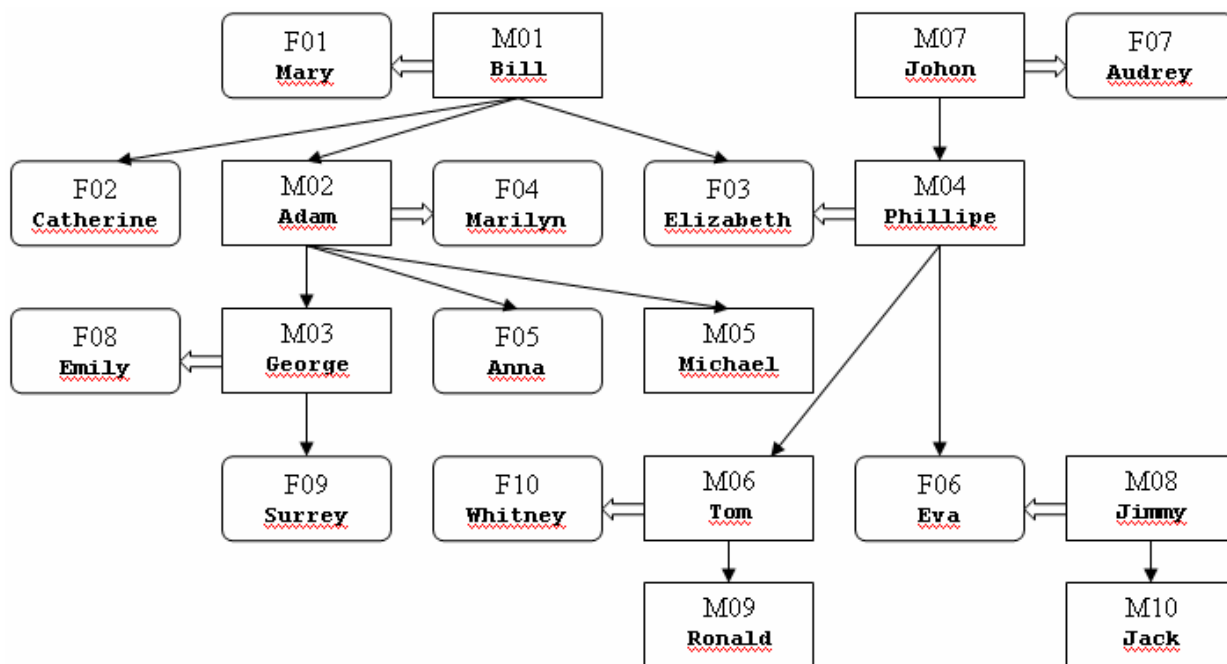 F01
Mary
M01
Bill
M07
Johon
F07
Audrey
F02
Catherine
M02
Adam
F04
Marilyn
F03
Elizabeth
M04
Phillipe
F08
Emily
M03
George
F05
Anna
M05
Michael
F09
Surrey
F10
Whitney
M06
Tom
F06
Eva
M08
Jimmy
M09
Ronald
M10
Jack